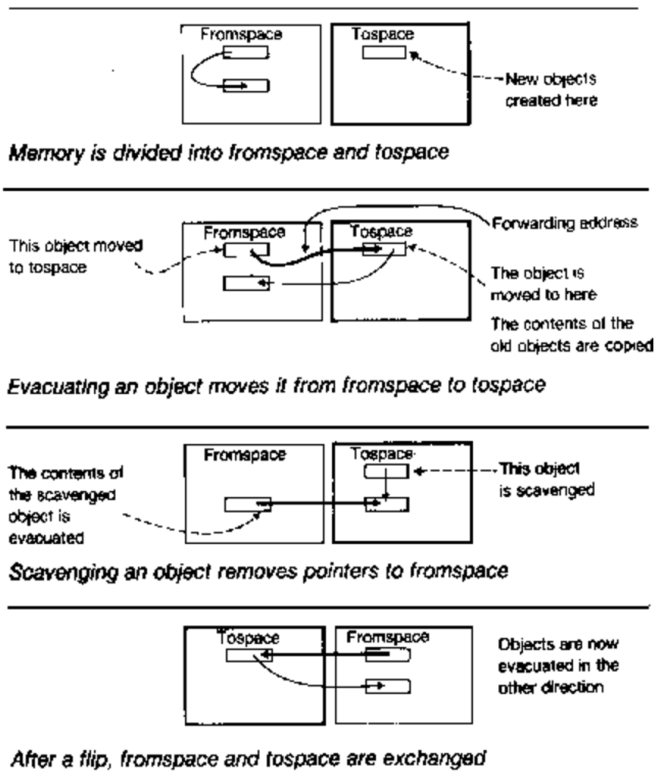 Fromspace
Tospace
New objects
created here
Memory is divided into fromspace and tospace
This object moved
to tospace
Fromspace
Tospace
Forwarding address
The object is
moved to here
The contents of the
old objects are copied
Evacuating an object moves it from fromspace to tospace
The contents of
the scavenged
object is
evacuated
Fromspace
Tospace
This object
is scavenged
Scavenging an object removes pointers to fromspace
Tospace
Fromspace
Objects are now
evacuated in the
other direction
After a flip, fromspace and tospace are exchanged